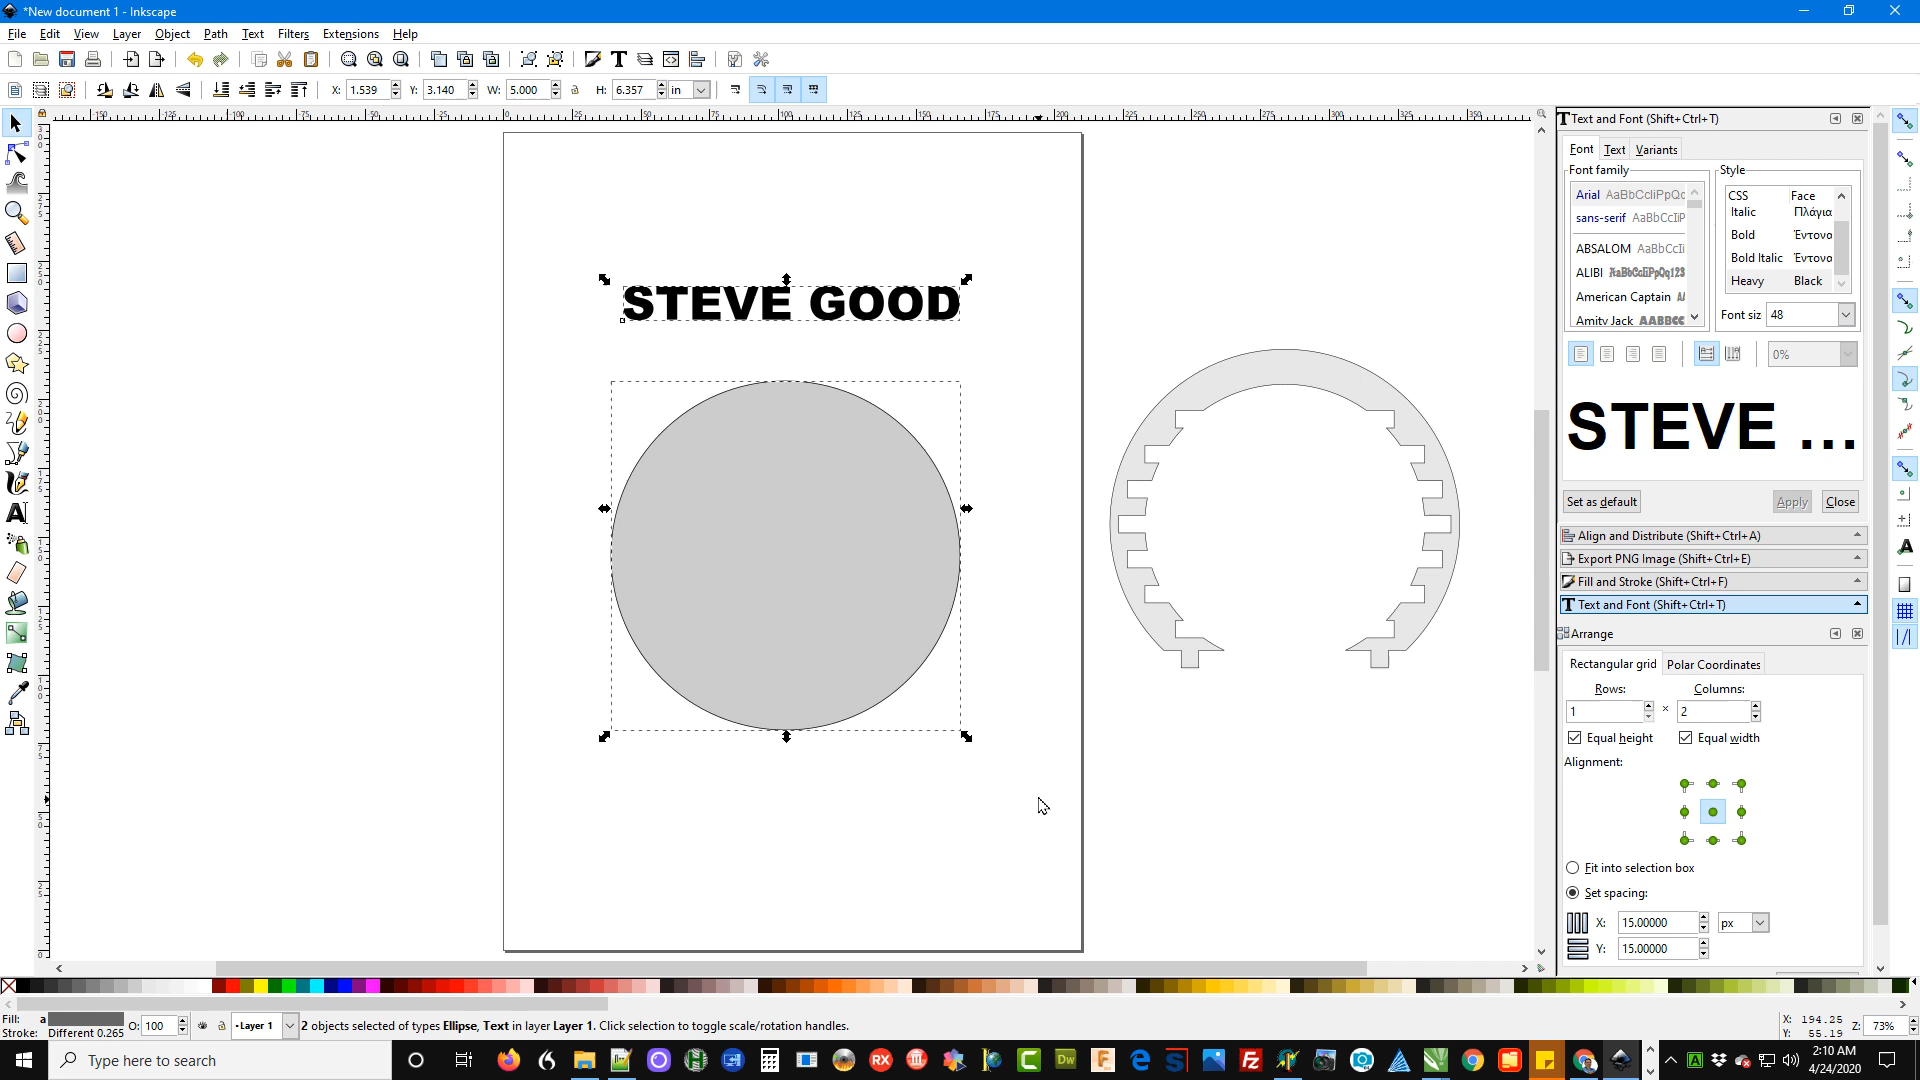 *New document 1 - Inkscape
File Edit View Layer Object Path Text Filters Extensions Help
X: 1.539 Y: 3.140 W: 5.000 H: 6.357 in
STEVE GOOD
Text and Font (Shift+Ctrl+T)
Font Text Variants
Font family
Style
Arial AaBbCcIiPpQq
sans-serif AaBbCcIiP
ABSALOM AaBbCcIi
ALIBI AaBbCcIiPpQq123
American Captain
Amity Jack AABBCC
CSS Face
Italic Πλάγια
Bold Έντονα
Bold Italic Έντονα
Heavy Black
Font siz 48
0%
STEVE ...
Set as default Apply Close
Align and Distribute (Shift+Ctrl+A)
Export PNG Image (Shift+Ctrl+E)
Fill and Stroke (Shift+Ctrl+F)
Text and Font (Shift+Ctrl+T)
Arrange
Rectangular grid Polar Coordinates
Rows: Columns:
1 × 2
Equal height Equal width
Alignment:
Fit into selection box
Set spacing:
X: 15.00000 px
Y: 15.00000
Fill: a
Stroke: Different 0.265
O: 100
•Layer 1
2 objects selected of types Ellipse, Text in layer Layer 1. Click selection to toggle scale/rotation handles.
X: 194.25
Y: 55.19
Z: 73%
Type here to search
2:10 AM
4/24/2020